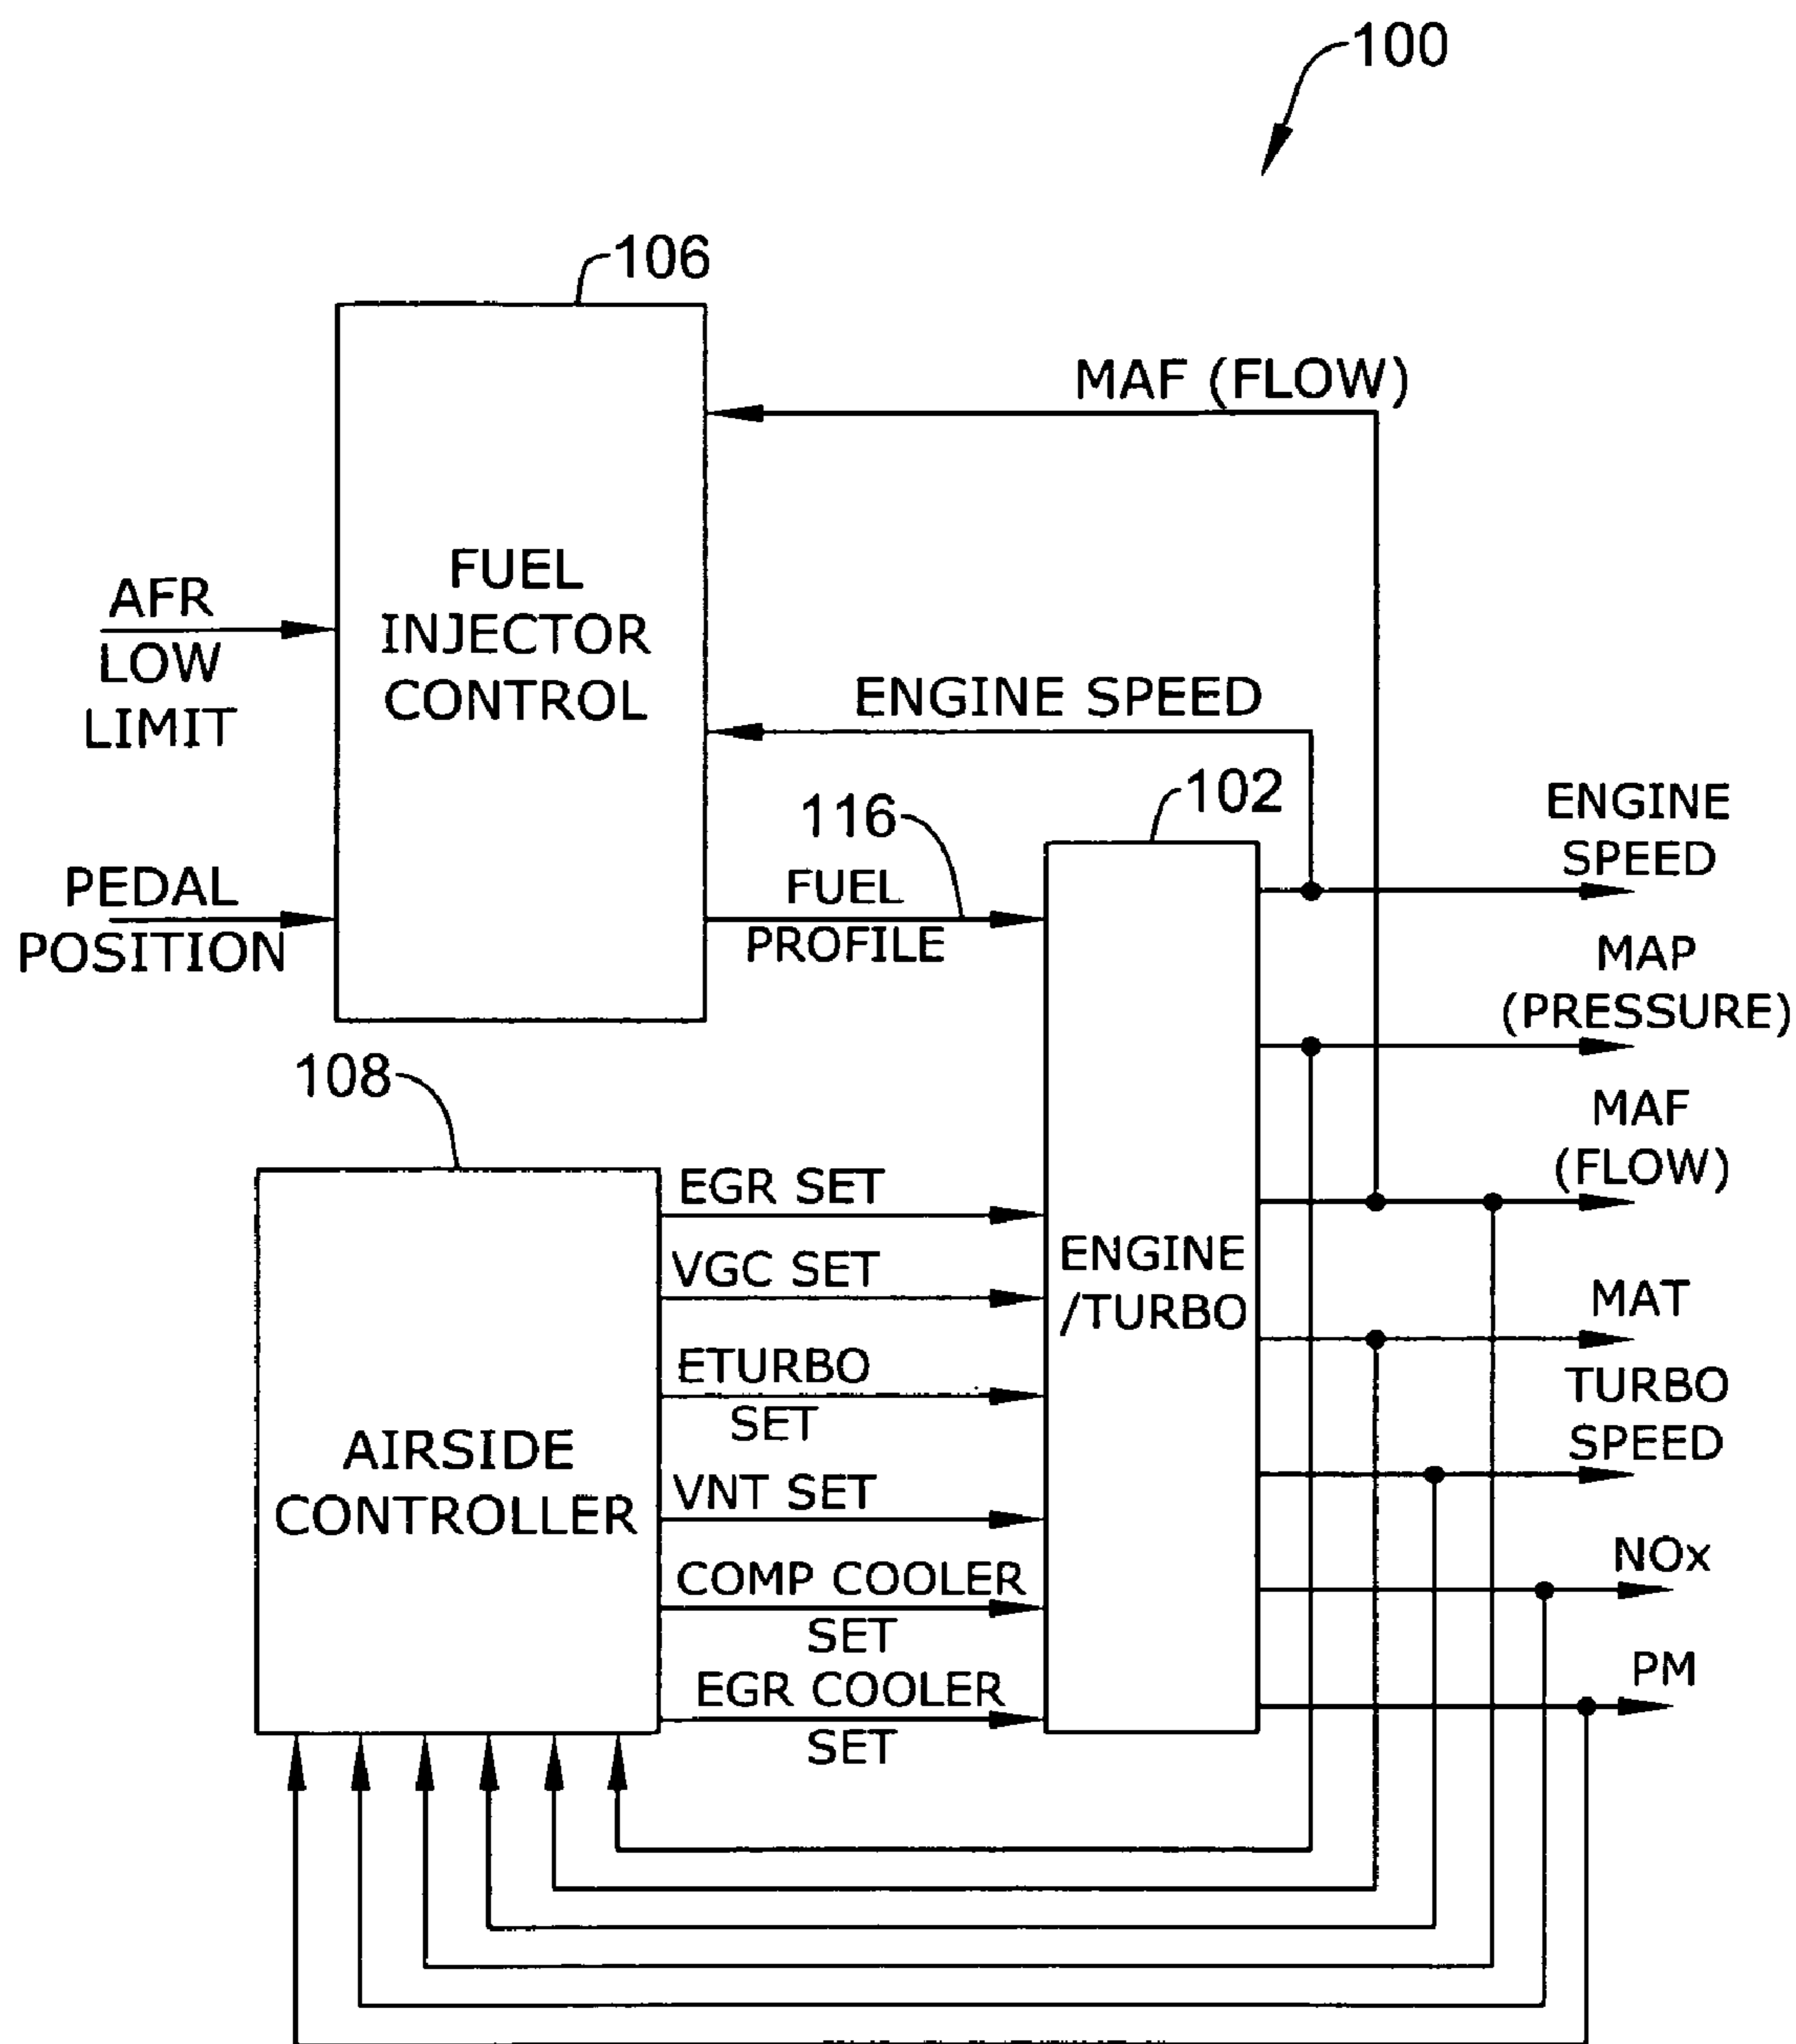 100
106
MAF (FLOW)
FUEL
INJECTOR
CONTROL
AFR
LOW
LIMIT
ENGINE SPEED
102
116
ENGINE
SPEED
PEDAL
POSITION
FUEL
PROFILE
MAP
(PRESSURE)
108
MAF
(FLOW)
EGR SET
VGC SET
ENGINE
/TURBO
MAT
ETURBO
SET
TURBO
SPEED
AIRSIDE
CONTROLLER
VNT SET
COMP COOLER
SET
NOx
EGR COOLER
SET
PM